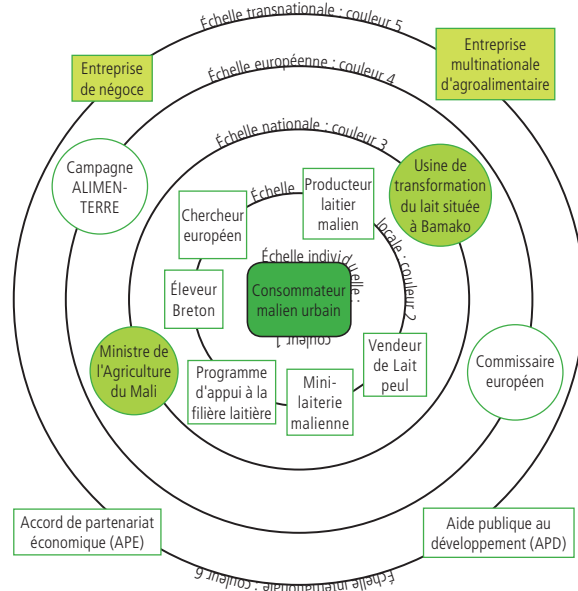 Échelle transnationale : couleur 5
Entreprise
de négoce
Entreprise
multinationale
d'agroalimentaire
Échelle européenne : couleur 4
Échelle nationale : couleur 3
Campagne
ALIMEN-
TERRE
Usine de
transformation
du lait située
à Bamako
Échelle
locale : couleur 2
Producteur
laitier
malien
Chercheur
européen
Échelle individuelle :
couleur 1
Consommateur
malien urbain
Éleveur
Breton
Ministre de
l'Agriculture
du Mali
Programme
d'appui à la
filière laitière
Mini-
laiterie
malienne
Vendeur
de Lait
peul
Commissaire
européen
Accord de partenariat
économique (APE)
Aide publique au
développement (APD)
Échelle internationale : couleur 6